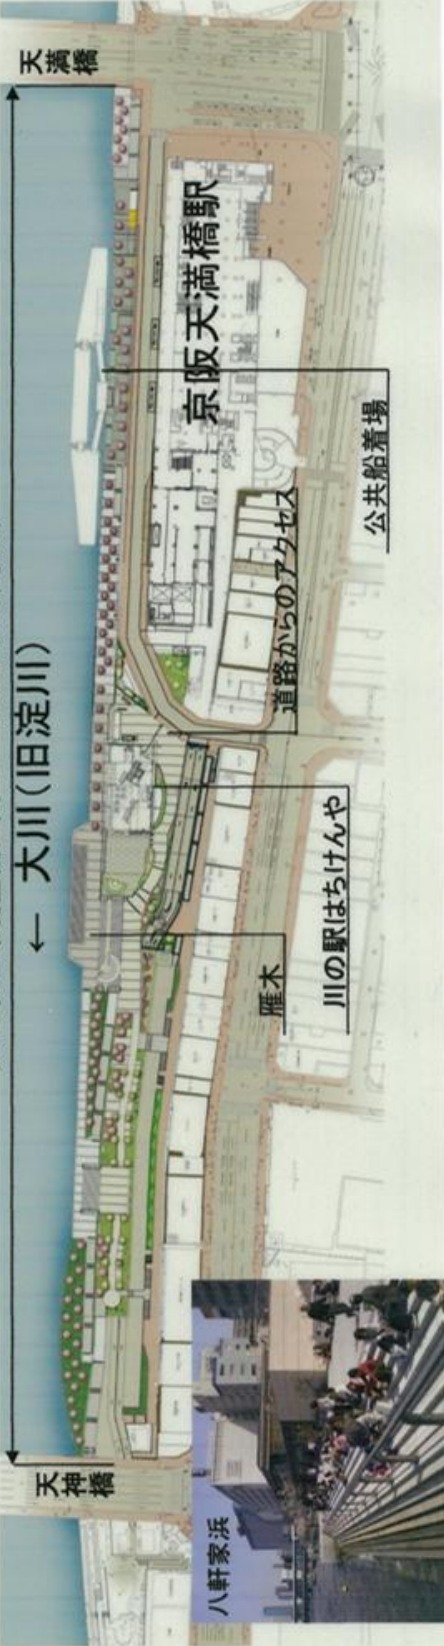 天満橋
京阪天満橋駅
公共船着場
道路からのアクセス
← 大川(旧淀川)
川の駅はちけんや
雁木
天神橋
八軒家浜